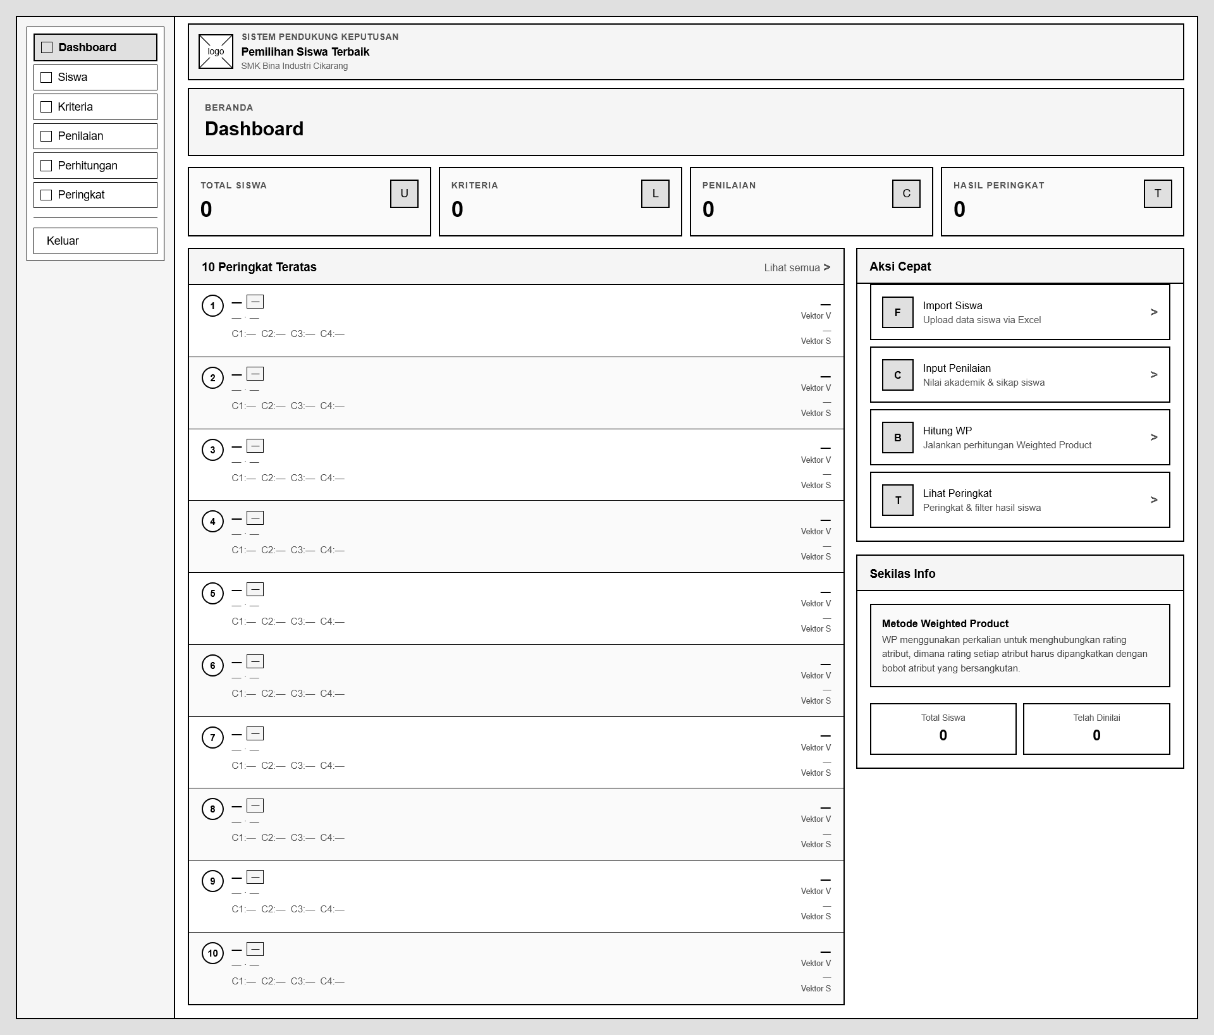 Dashboard
Siswa
Kriteria
Penilaian
Perhitungan
Peringkat
Keluar
logo
SISTEM PENDUKUNG KEPUTUSAN
Pemilihan Siswa Terbaik
SMK Bina Industri Cikarang
BERANDA
Dashboard
TOTAL SISWA
0
U
KRITERIA
0
L
PENILAIAN
0
C
HASIL PERINGKAT
0
T
10 Peringkat Teratas
Lihat semua >
1 — —
— · —
C1:— C2:— C3:— C4:—
—
Vektor V
—
Vektor S
2 — —
— · —
C1:— C2:— C3:— C4:—
—
Vektor V
—
Vektor S
3 — —
— · —
C1:— C2:— C3:— C4:—
—
Vektor V
—
Vektor S
4 — —
— · —
C1:— C2:— C3:— C4:—
—
Vektor V
—
Vektor S
5 — —
— · —
C1:— C2:— C3:— C4:—
—
Vektor V
—
Vektor S
6 — —
— · —
C1:— C2:— C3:— C4:—
—
Vektor V
—
Vektor S
7 — —
— · —
C1:— C2:— C3:— C4:—
—
Vektor V
—
Vektor S
8 — —
— · —
C1:— C2:— C3:— C4:—
—
Vektor V
—
Vektor S
9 — —
— · —
C1:— C2:— C3:— C4:—
—
Vektor V
—
Vektor S
10 — —
— · —
C1:— C2:— C3:— C4:—
—
Vektor V
—
Vektor S
Aksi Cepat
F
Import Siswa
Upload data siswa via Excel
>
C
Input Penilaian
Nilai akademik & sikap siswa
>
B
Hitung WP
Jalankan perhitungan Weighted Product
>
T
Lihat Peringkat
Peringkat & filter hasil siswa
>
Sekilas Info
Metode Weighted Product
WP menggunakan perkalian untuk menghubungkan rating
atribut, dimana rating setiap atribut harus dipangkatkan dengan
bobot atribut yang bersangkutan.
Total Siswa
0
Telah Dinilai
0